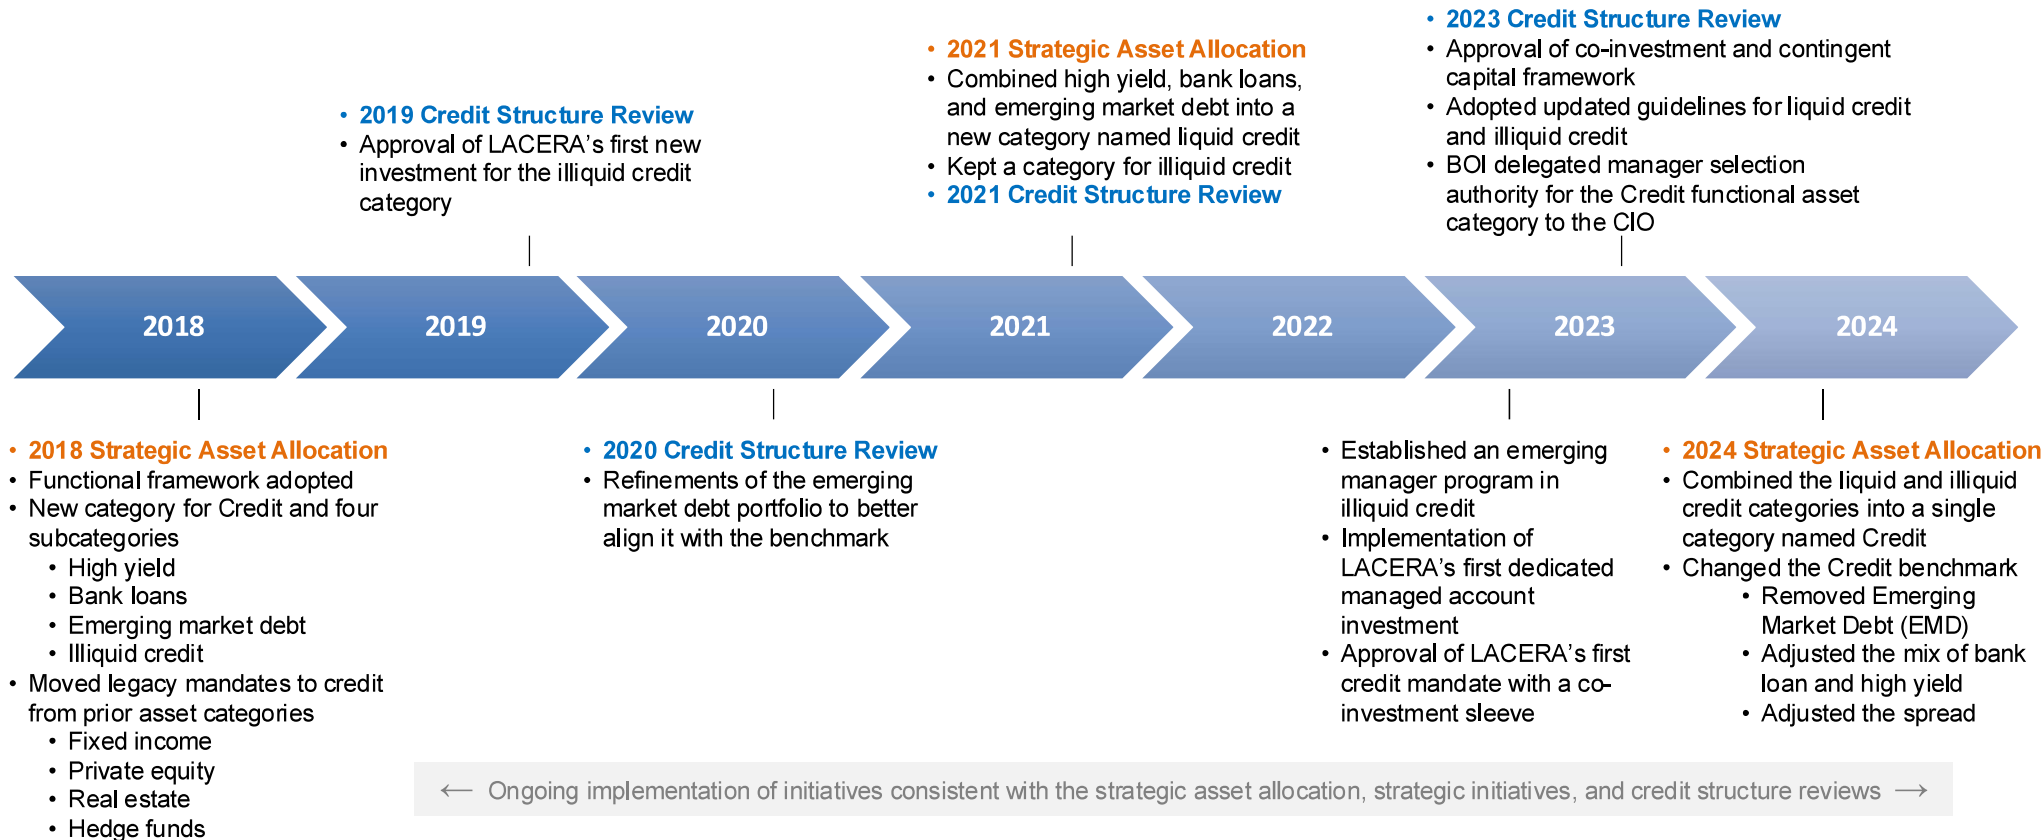 • 2019 Credit Structure Review
• Approval of LACERA's first new
investment for the illiquid credit
category
• 2021 Strategic Asset Allocation
• Combined high yield, bank loans,
and emerging market debt into a
new category named liquid credit
• Kept a category for illiquid credit
• 2021 Credit Structure Review
• 2023 Credit Structure Review
• Approval of co-investment and contingent
capital framework
• Adopted updated guidelines for liquid credit
and illiquid credit
• BOI delegated manager selection
authority for the Credit functional asset
category to the CIO
2018
2019
2020
2021
2022
2023
2024
• 2018 Strategic Asset Allocation
• Functional framework adopted
• New category for Credit and four
subcategories
• High yield
• Bank loans
• Emerging market debt
• Illiquid credit
• Moved legacy mandates to credit
from prior asset categories
• Fixed income
• Private equity
• Real estate
• Hedge funds
• 2020 Credit Structure Review
• Refinements of the emerging
market debt portfolio to better
align it with the benchmark
• Established an emerging
manager program in
illiquid credit
• Implementation of
LACERA's first dedicated
managed account
investment
• Approval of LACERA's first
credit mandate with a co-
investment sleeve
• 2024 Strategic Asset Allocation
• Combined the liquid and illiquid
credit categories into a single
category named Credit
• Changed the Credit benchmark
• Removed Emerging
Market Debt (EMD)
• Adjusted the mix of bank
loan and high yield
• Adjusted the spread
← Ongoing implementation of initiatives consistent with the strategic asset allocation, strategic initiatives, and credit structure reviews →